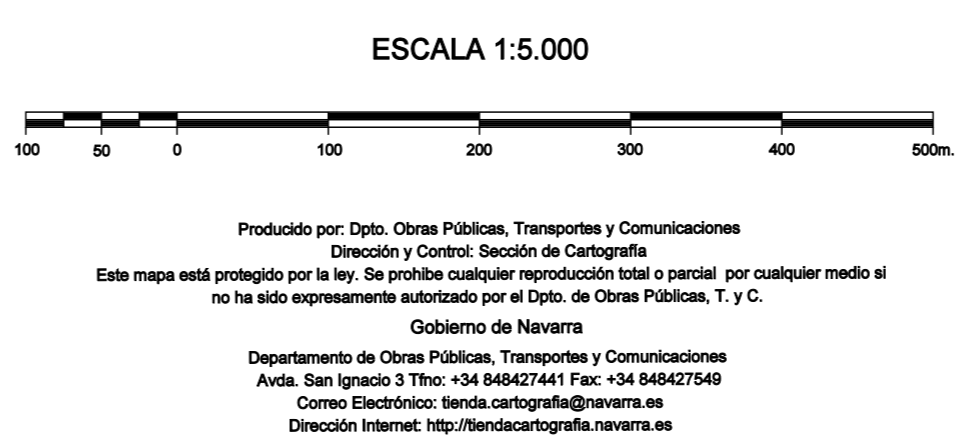 ESCALA 1:5.000
100 50 0 100 200 300 400 500m.
Producido por: Dpto. Obras Públicas, Transportes y Comunicaciones
Dirección y Control: Sección de Cartografía
Este mapa está protegido por la ley. Se prohibe cualquier reproducción total o parcial por cualquier medio si
no ha sido expresamente autorizado por el Dpto. de Obras Públicas, T. y C.
Gobierno de Navarra
Departamento de Obras Públicas, Transportes y Comunicaciones
Avda. San Ignacio 3 Tfno: +34 848427441 Fax: +34 848427549
Correo Electrónico: tienda.cartografia@navarra.es
Dirección Internet: http://tiendacartografia.navarra.es